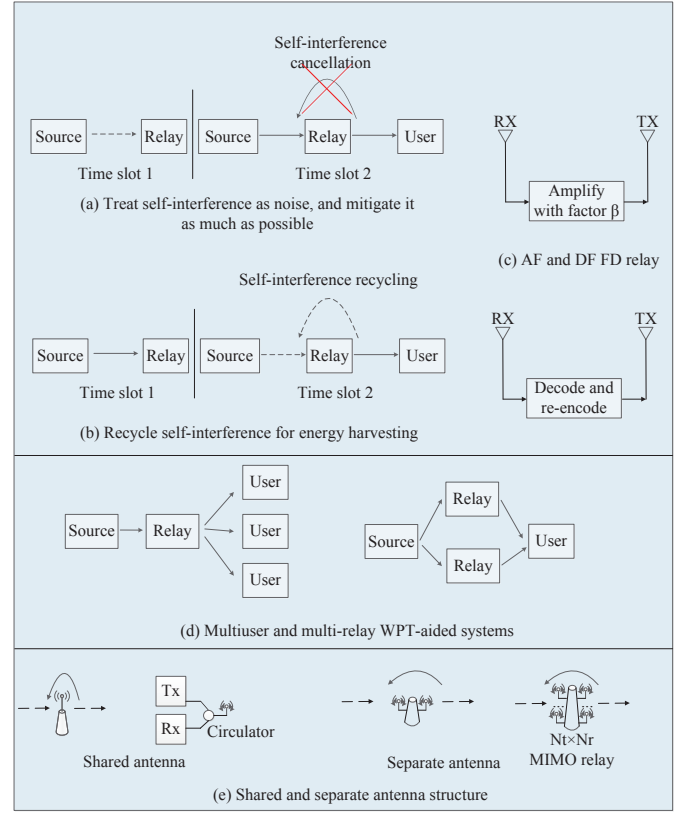 Self-interference
cancellation
Source
Relay
Source
Relay
User
Time slot 1
Time slot 2
(a) Treat self-interference as noise, and mitigate it
as much as possible
RX
TX
Amplify
with factor β
(c) AF and DF FD relay
Self-interference recycling
Source
Relay
Source
Relay
User
Time slot 1
Time slot 2
(b) Recycle self-interference for energy harvesting
RX
TX
Decode and
re-encode
User
Source
Relay
User
User
Relay
Source
User
Relay
(d) Multiuser and multi-relay WPT-aided systems
Tx
Rx
Circulator
Shared antenna
Separate antenna
Nt×Nr
MIMO relay
(e) Shared and separate antenna structure